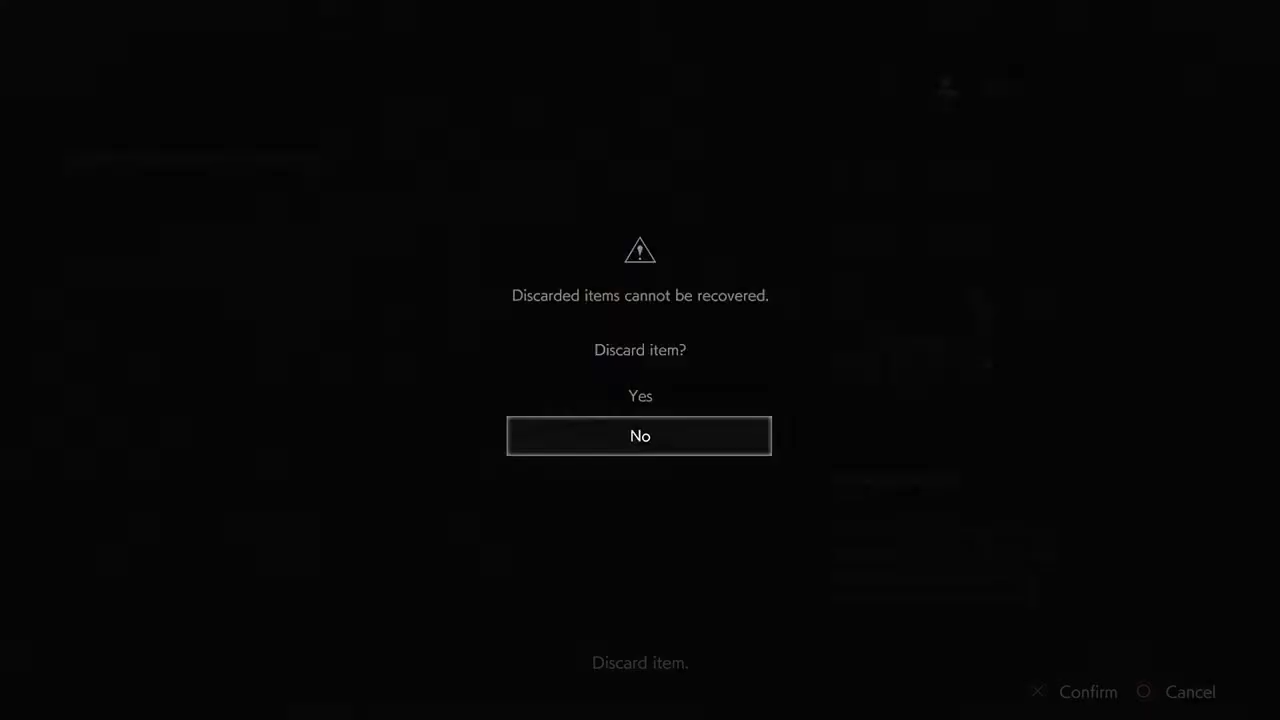 Discarded items cannot be recovered.
Discard item?
Yes
No
Discard item.
Confirm
Cancel